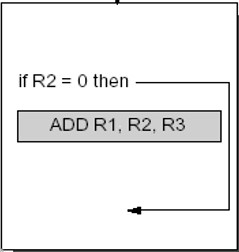 if R2 = 0 then
ADD R1, R2, R3